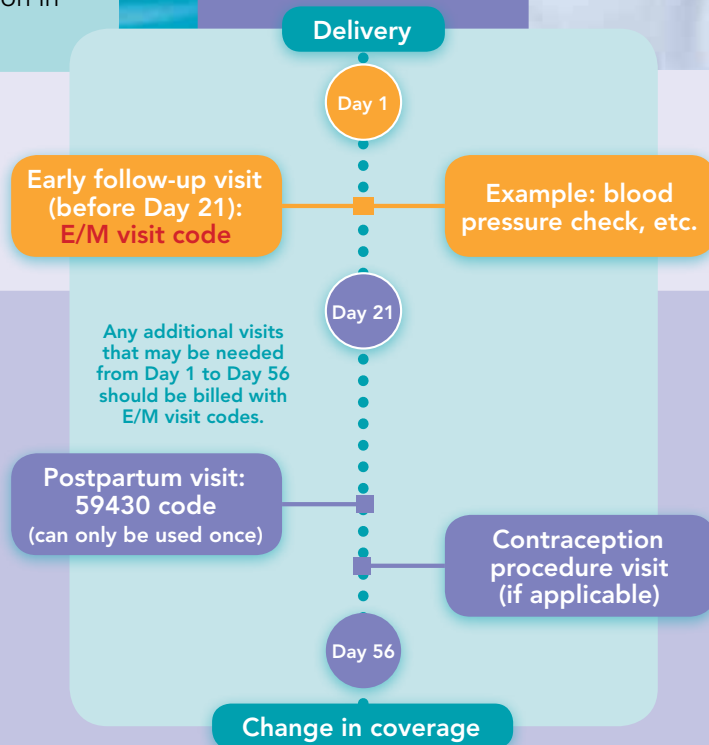 on in
Delivery
Day 1
Early follow-up visit
(before Day 21):
E/M visit code
Example: blood
pressure check, etc.
Day 21
Any additional visits
that may be needed
from Day 1 to Day 56
should be billed with
E/M visit codes.
Postpartum visit:
59430 code
(can only be used once)
Contraception
procedure visit
(if applicable)
Day 56
Change in coverage